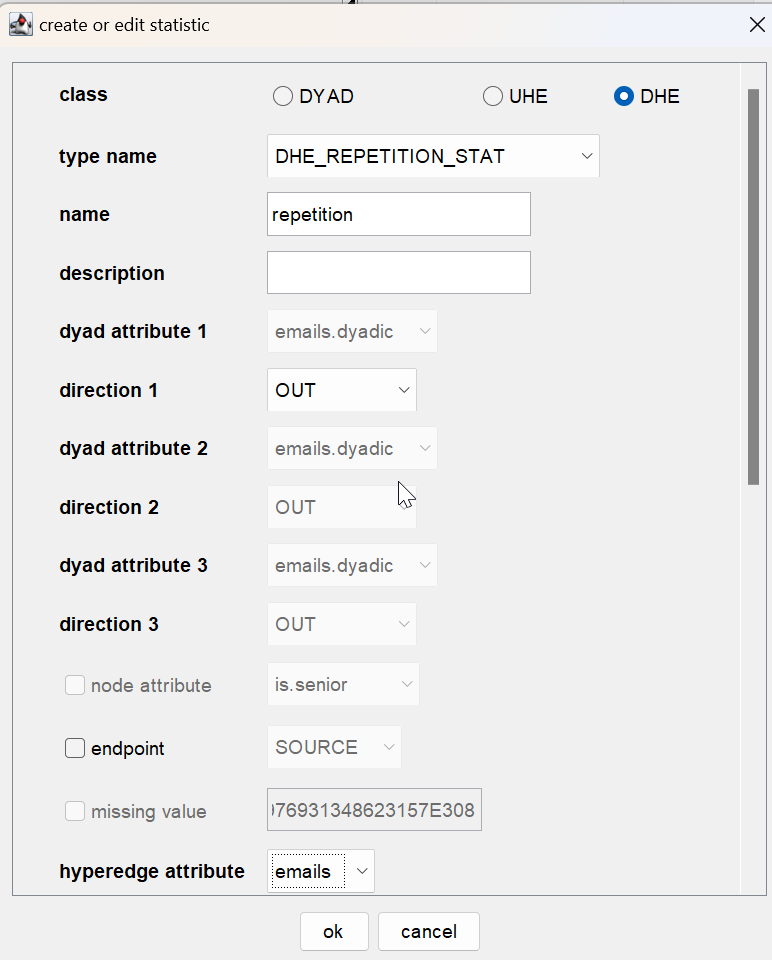 create or edit statistic
class DYAD UHE DHE
type name DHE_REPETITION_STAT
name repetition
description
dyad attribute 1 emails.dyadic
direction 1 OUT
dyad attribute 2 emails.dyadic
direction 2 OUT
dyad attribute 3 emails.dyadic
direction 3 OUT
node attribute is.senior
endpoint SOURCE
missing value 976931348623157E308
hyperedge attribute emails
ok cancel